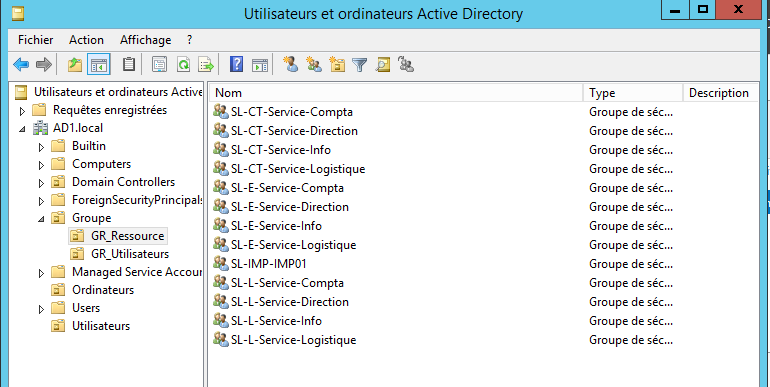 Utilisateurs et ordinateurs Active Directory
Fichier Action Affichage ?
Utilisateurs et ordinateurs Active
Requêtes enregistrées
AD1.local
Builtin
Computers
Domain Controllers
ForeignSecurityPrincipals
Groupe
GR_Ressource
GR_Utilisateurs
Managed Service Accour
Ordinateurs
Users
Utilisateurs
Nom Type Description
SL-CT-Service-Compta Groupe de séc...
SL-CT-Service-Direction Groupe de séc...
SL-CT-Service-Info Groupe de séc...
SL-CT-Service-Logistique Groupe de séc...
SL-E-Service-Compta Groupe de séc...
SL-E-Service-Direction Groupe de séc...
SL-E-Service-Info Groupe de séc...
SL-E-Service-Logistique Groupe de séc...
SL-IMP-IMP01 Groupe de séc...
SL-L-Service-Compta Groupe de séc...
SL-L-Service-Direction Groupe de séc...
SL-L-Service-Info Groupe de séc...
SL-L-Service-Logistique Groupe de séc...